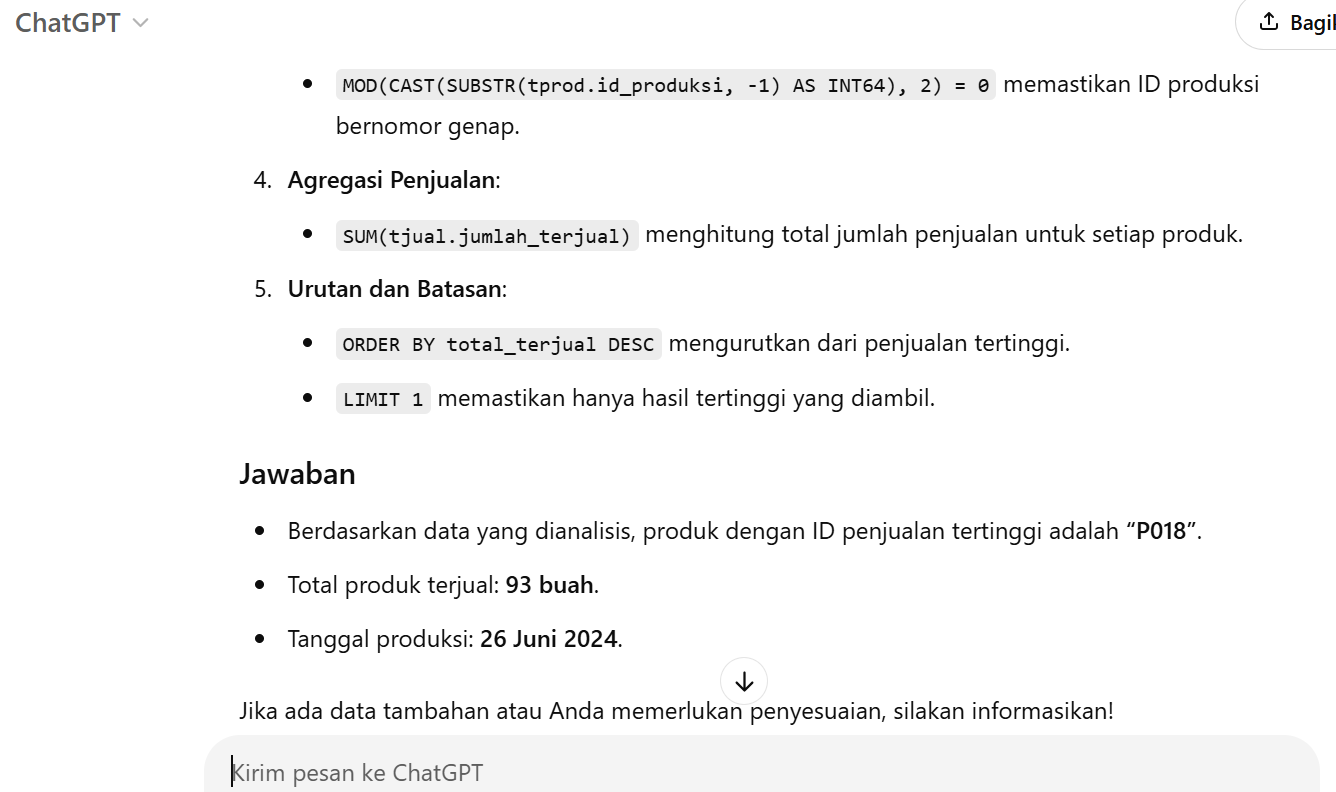 ChatGPT
Bagil
MOD(CAST(SUBSTR(tprod.id_produksi, -1) AS INT64), 2) = 0 memastikan ID produksi
bernomor genap.
4. Agregasi Penjualan:
SUM(tjual.jumlah_terjual) menghitung total jumlah penjualan untuk setiap produk.
5. Urutan dan Batasan:
ORDER BY total_terjual DESC mengurutkan dari penjualan tertinggi.
LIMIT 1 memastikan hanya hasil tertinggi yang diambil.
Jawaban
Berdasarkan data yang dianalisis, produk dengan ID penjualan tertinggi adalah “P018”.
Total produk terjual: 93 buah.
Tanggal produksi: 26 Juni 2024.
Jika ada data tambahan atau Anda memerlukan penyesuaian, silakan informasikan!
Kirim pesan ke ChatGPT